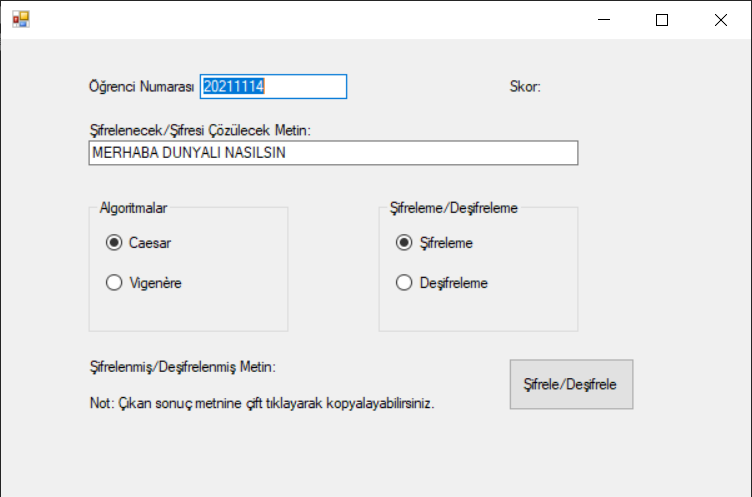 Öğrenci Numarası 20211114 Skor:
Şifrelenecek/Şifresi Çözülecek Metin:
MERHABA DUNYALI NASILSIN
Algoritmalar
Caesar
Vigenère
Şifreleme/Deşifreleme
Şifreleme
Deşifreleme
Şifrelenmiş/Deşifrelenmiş Metin:
Şifrele/Deşifrele
Not: Çıkan sonuç metnine çift tıklayarak kopyalayabilirsiniz.